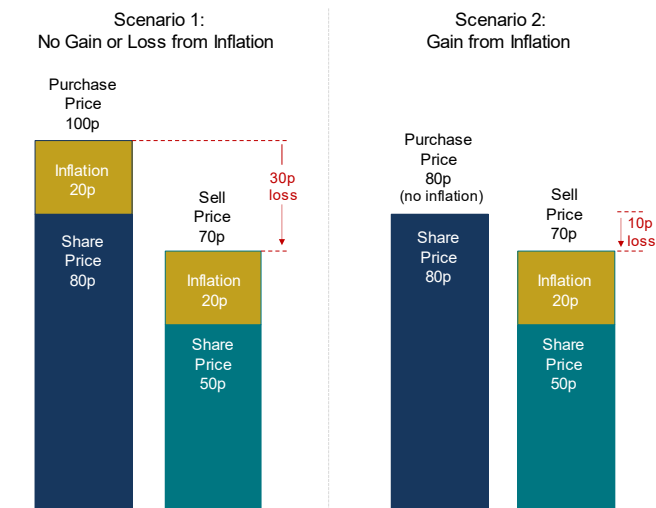 Scenario 1:
No Gain or Loss from Inflation
Purchase
Price
100p
Inflation
20p
Share
Price
80p
30p
loss
Sell
Price
70p
Inflation
20p
Share
Price
50p
Scenario 2:
Gain from Inflation
Purchase
Price
80p
(no inflation)
Share
Price
80p
Sell
Price
70p
10p
loss
Inflation
20p
Share
Price
50p